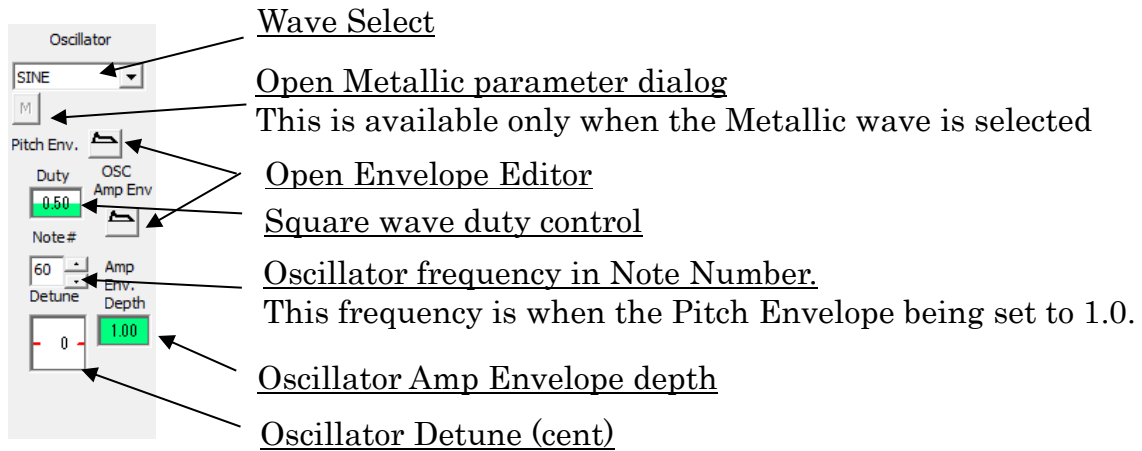 Oscillator
Wave Select
SINE
Open Metallic parameter dialog
M
This is available only when the Metallic wave is selected
Pitch Env.
Open Envelope Editor
Duty
OSC
Amp Env
0.50
Square wave duty control
Note#
60
Amp
Env.
Depth
Oscillator frequency in Note Number.
Detune
This frequency is when the Pitch Envelope being set to 1.0.
1.00
0
Oscillator Amp Envelope depth
Oscillator Detune (cent)